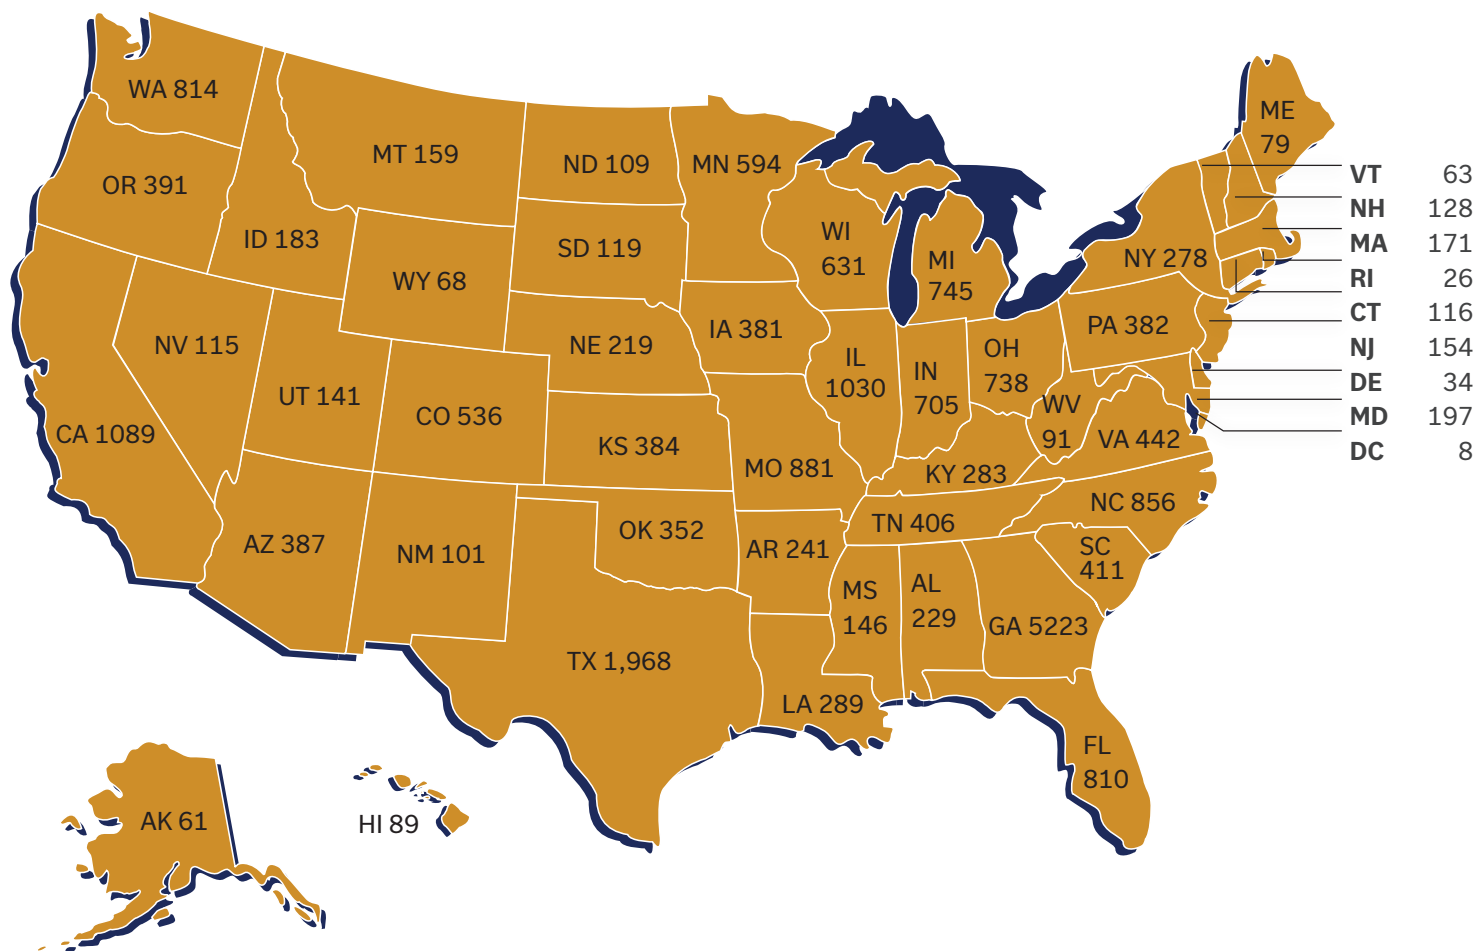 WA 814
OR 391
ID 183
MT 159
ND 109
MN 594
SD 119
WY 68
WI
631
MI
745
NY 278
ME
79
VT 63
NH 128
MA 171
RI 26
CT 116
NJ 154
DE 34
MD 197
DC 8
NV 115
UT 141
CO 536
NE 219
IA 381
IL
1030
IN
705
OH
738
PA 382
WV
91
VA 442
CA 1089
KS 384
MO 881
KY 283
NC 856
AZ 387
NM 101
OK 352
AR 241
TN 406
SC
411
MS
146
AL
229
GA 5223
TX 1,968
LA 289
FL
810
AK 61
HI 89